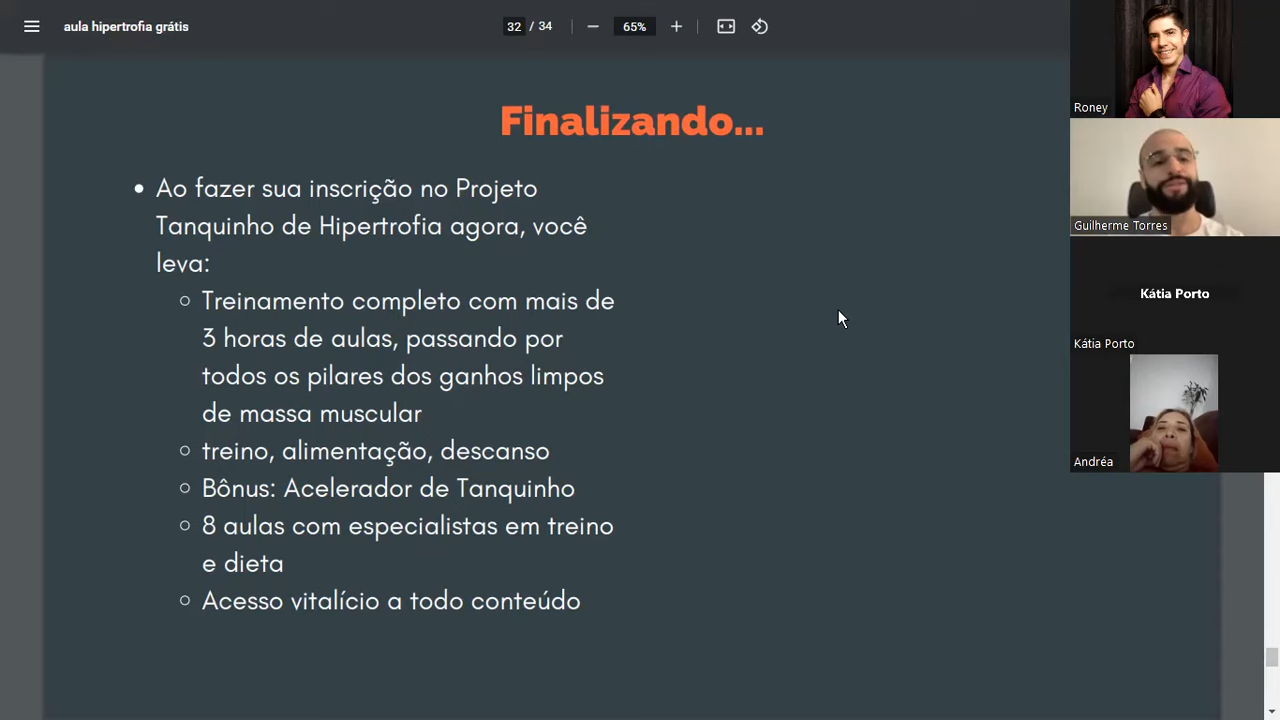 aula hipertrofia grátis
32 / 34
65%
Finalizando...
Ao fazer sua inscrição no Projeto
Tanquinho de Hipertrofia agora, você
leva:
Treinamento completo com mais de
3 horas de aulas, passando por
todos os pilares dos ganhos limpos
de massa muscular
treino, alimentação, descanso
Bônus: Acelerador de Tanquinho
8 aulas com especialistas em treino
e dieta
Acesso vitalício a todo conteúdo
Roney
Guilherme Torres
Kátia Porto
Kátia Porto
Andréa